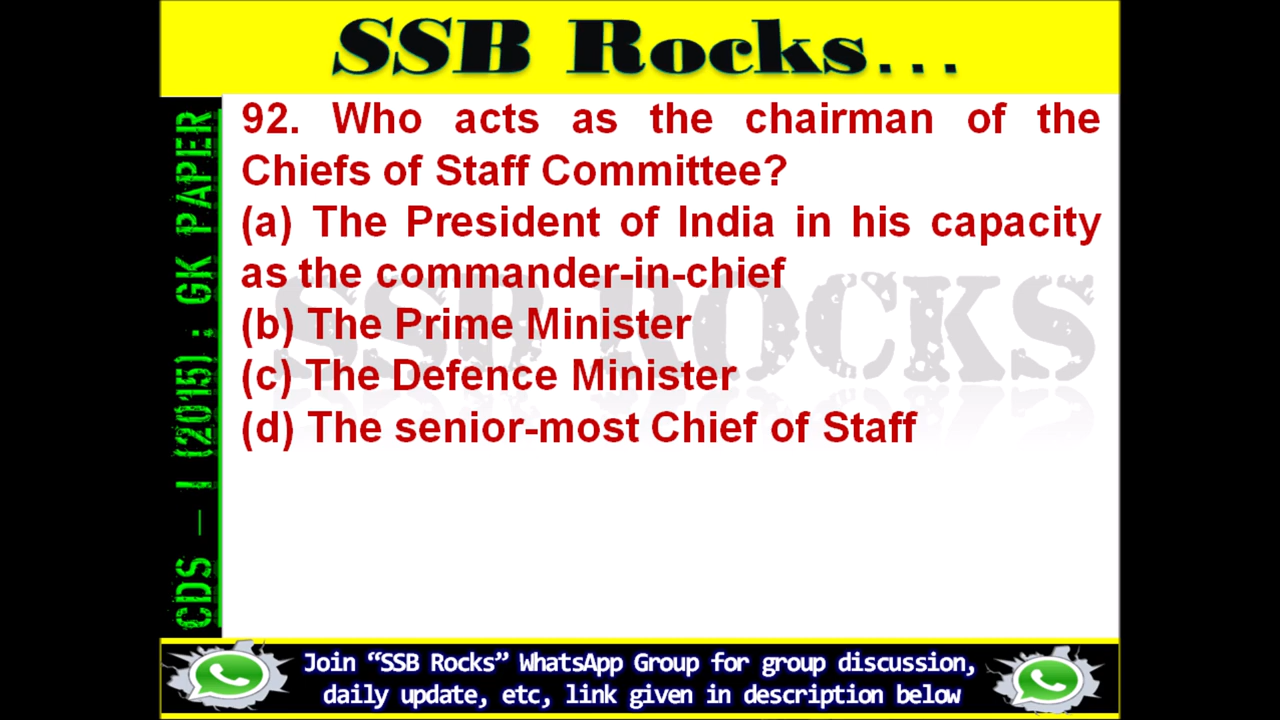 SSB Rocks...
CDS – I (2015) : GK PAPER
92. Who acts as the chairman of the
Chiefs of Staff Committee?
(a) The President of India in his capacity
as the commander-in-chief
(b) The Prime Minister
(c) The Defence Minister
(d) The senior-most Chief of Staff
SSB ROCKS
Join “SSB Rocks” WhatsApp Group for group discussion,
daily update, etc, link given in description below